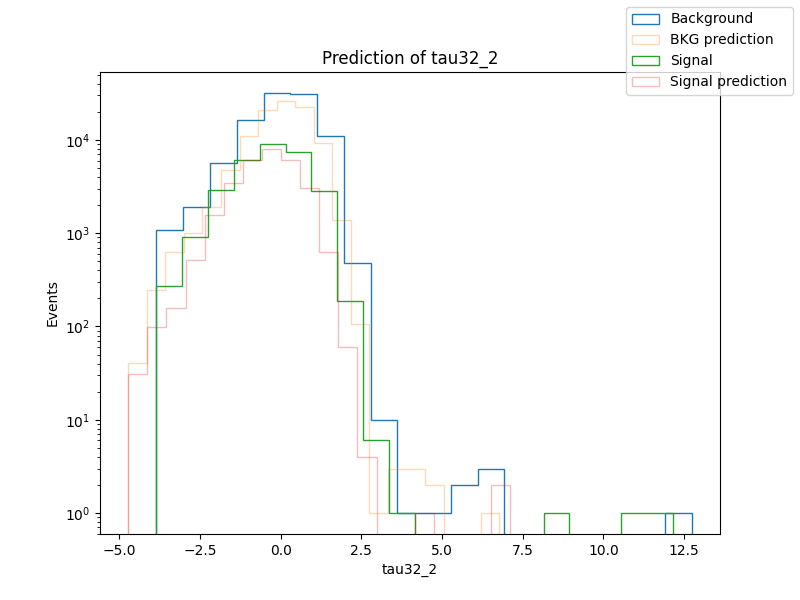 Prediction of tau32_2
Background
BKG prediction
Signal
Signal prediction
Events
10⁴
10³
10²
10¹
10⁰
−5.0 −2.5 0.0 2.5 5.0 7.5 10.0 12.5
tau32_2